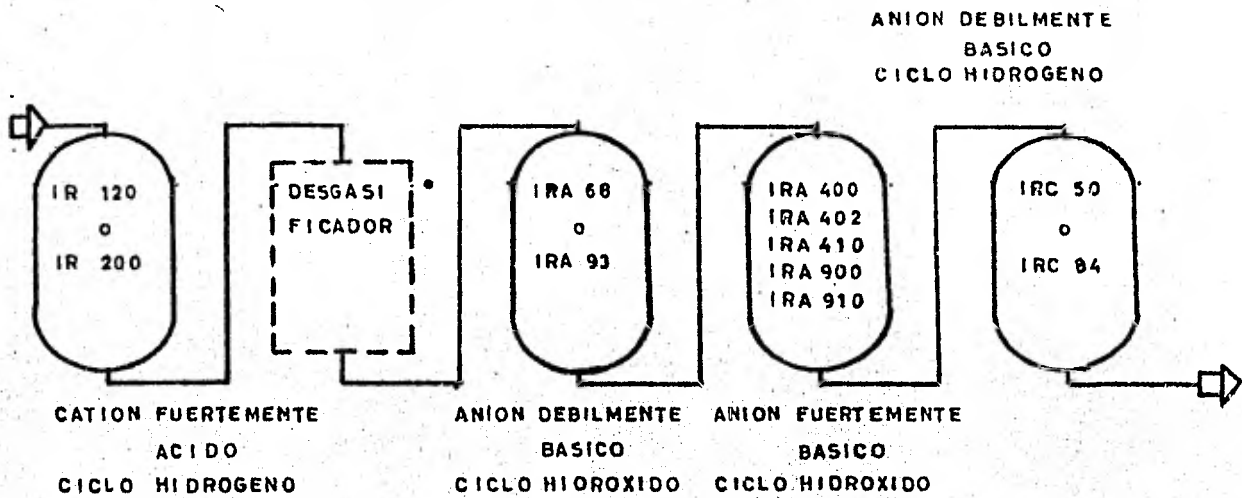 ANION DEBILMENTE
BASICO
CICLO HIDROGENO
IR 120
o
IR 200
DESGASI
FICADOR
IRA 68
o
IRA 93
IRA 400
IRA 402
IRA 410
IRA 900
IRA 910
IRC 50
o
IRC 84
CATION FUERTEMENTE
ACIDO
CICLO HIDROGENO
ANION DEBILMENTE
BASICO
CICLO HIDROXIDO
ANION FUERTEMENTE
BASICO
CICLO HIDROXIDO